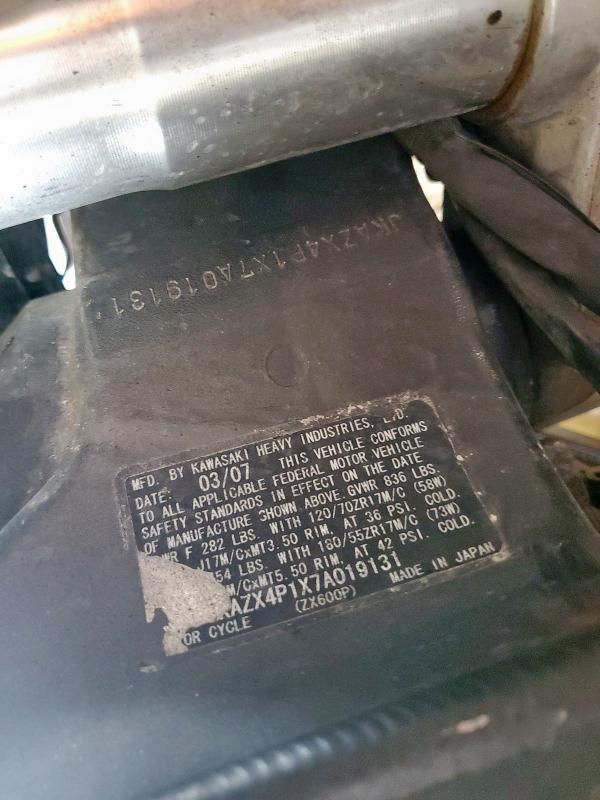 JKAZX4P1X7A019131
MFD. BY KAWASAKI HEAVY INDUSTRIES, LTD.
DATE: 03/07 THIS VEHICLE CONFORMS
TO ALL APPLICABLE FEDERAL MOTOR VEHICLE
SAFETY STANDARDS IN EFFECT ON THE DATE
OF MANUFACTURE SHOWN ABOVE. GVWR 836 LBS.
F 282 LBS. WITH 120/70ZR17M/C (58W)
J17M/CxMT3.50 RIM, AT 36 PSI. COLD.
54 LBS. WITH 180/55ZR17M/C (73W)
M/CxMT5.50 RIM, AT 42 PSI. COLD.
KAZX4P1X7A019131
OR CYCLE (ZX600P) MADE IN JAPAN